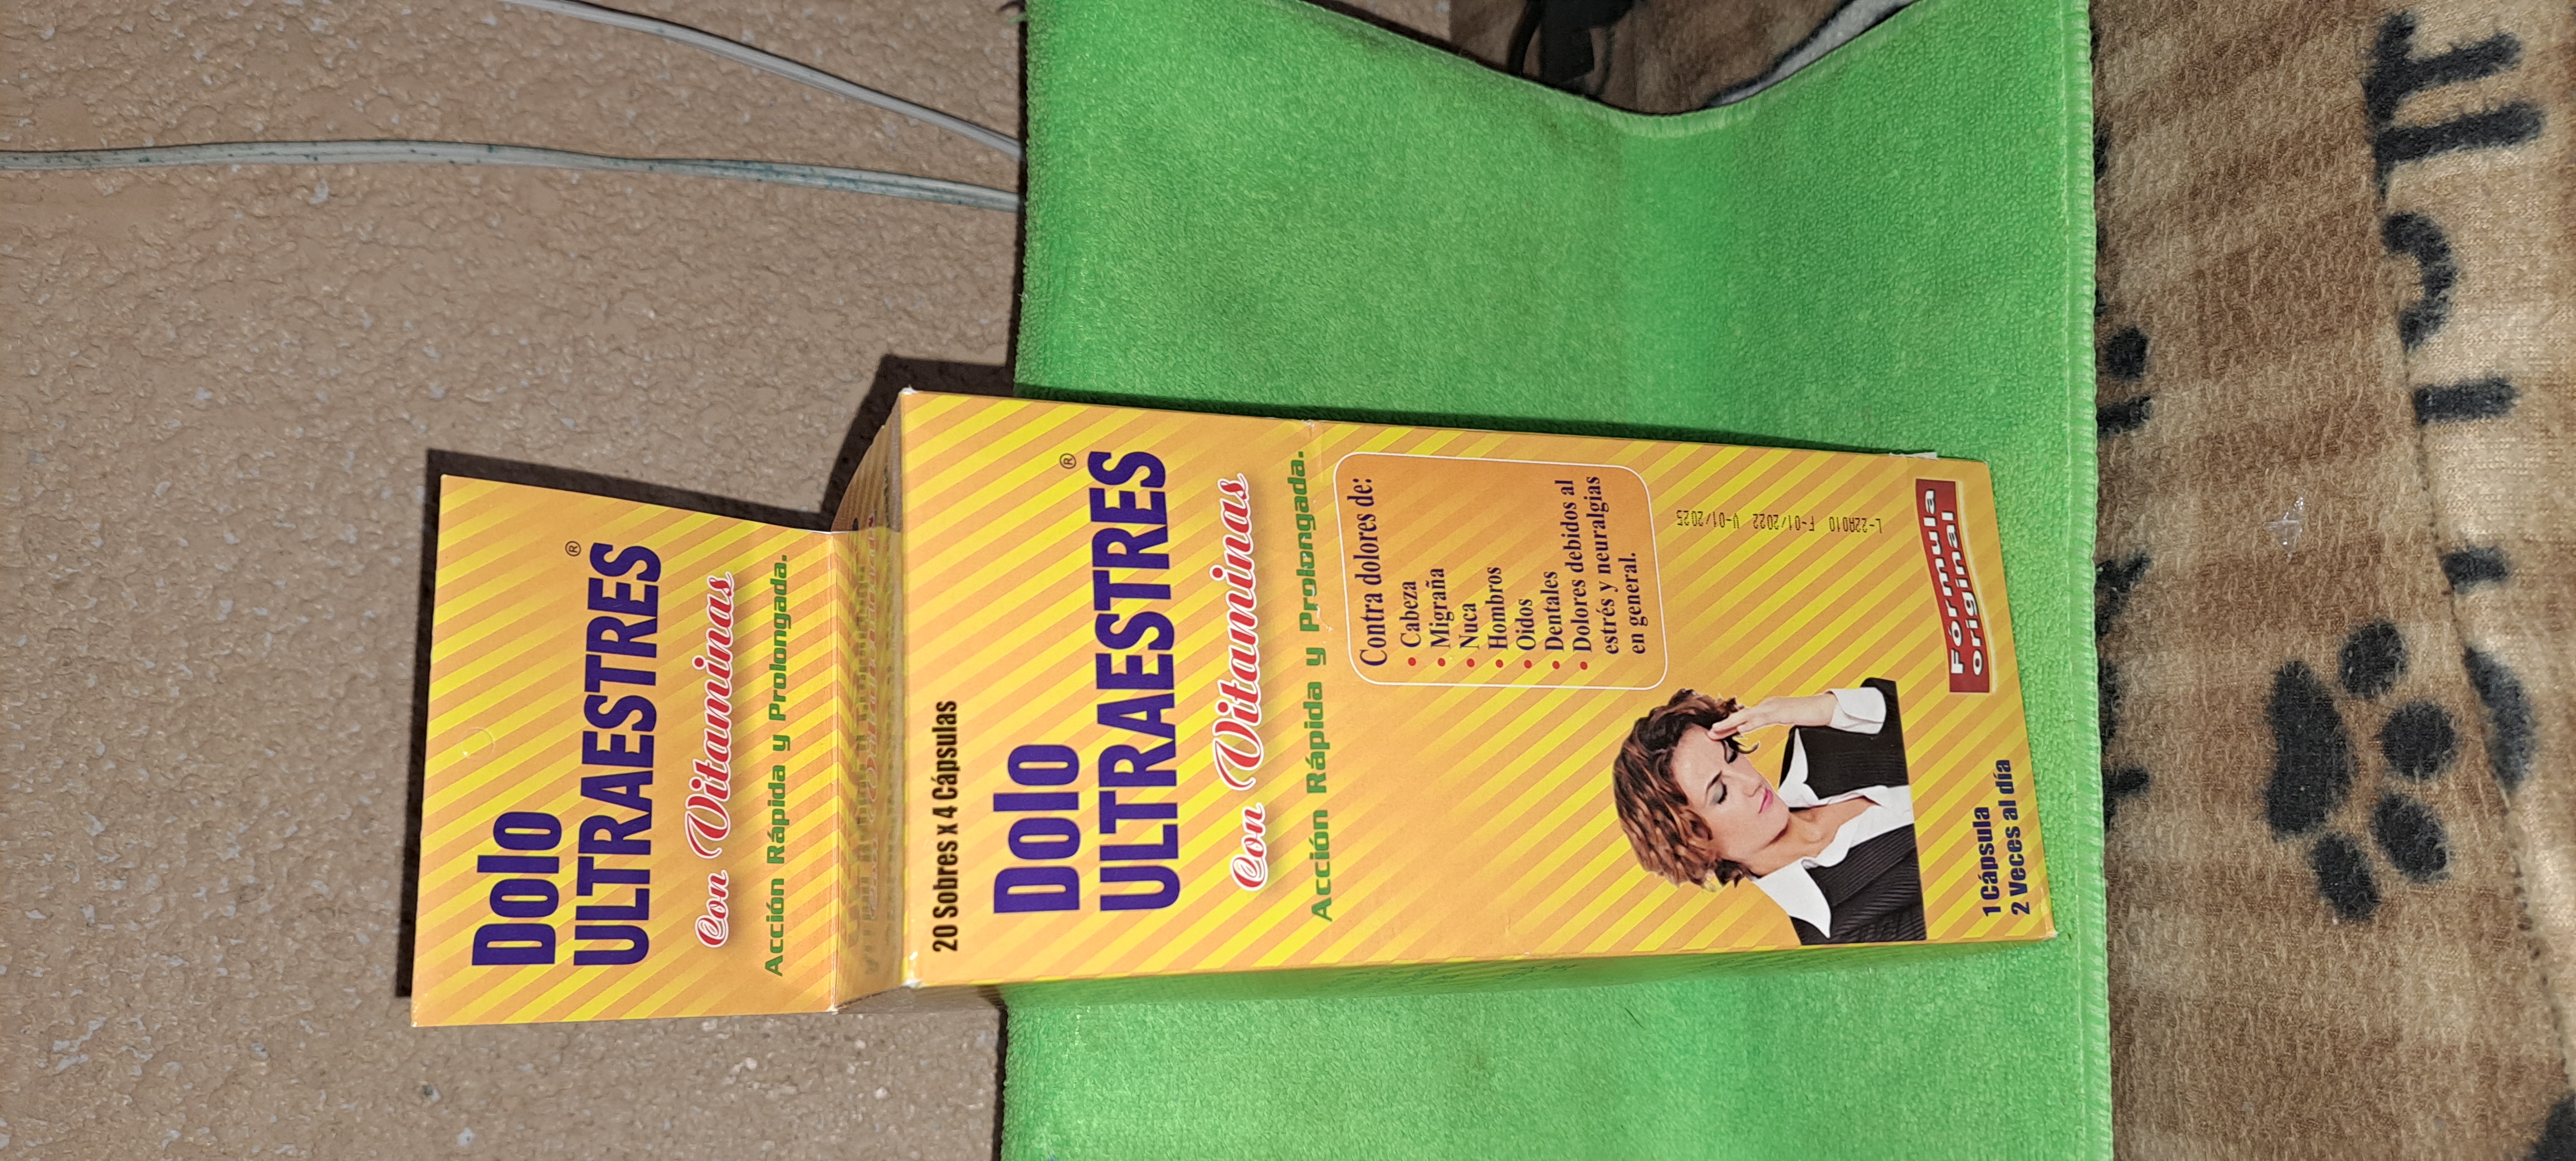 Dolo
ULTRAESTRES®
Con Vitaminas
Acción Rápida y Prolongada.
20 Sobres x 4 Cápsulas
Dolo
ULTRAESTRES®
Con Vitaminas
Acción Rápida y Prolongada.
Contra dolores de:
• Cabeza
• Migraña
• Nuca
• Hombros
• Oidos
• Dentales
• Dolores debidos al
estrés y neuralgias
en general.
L-22A010 F-01/2022 V-01/2025
Fórmula
original
1 Cápsula
2 Veces al día